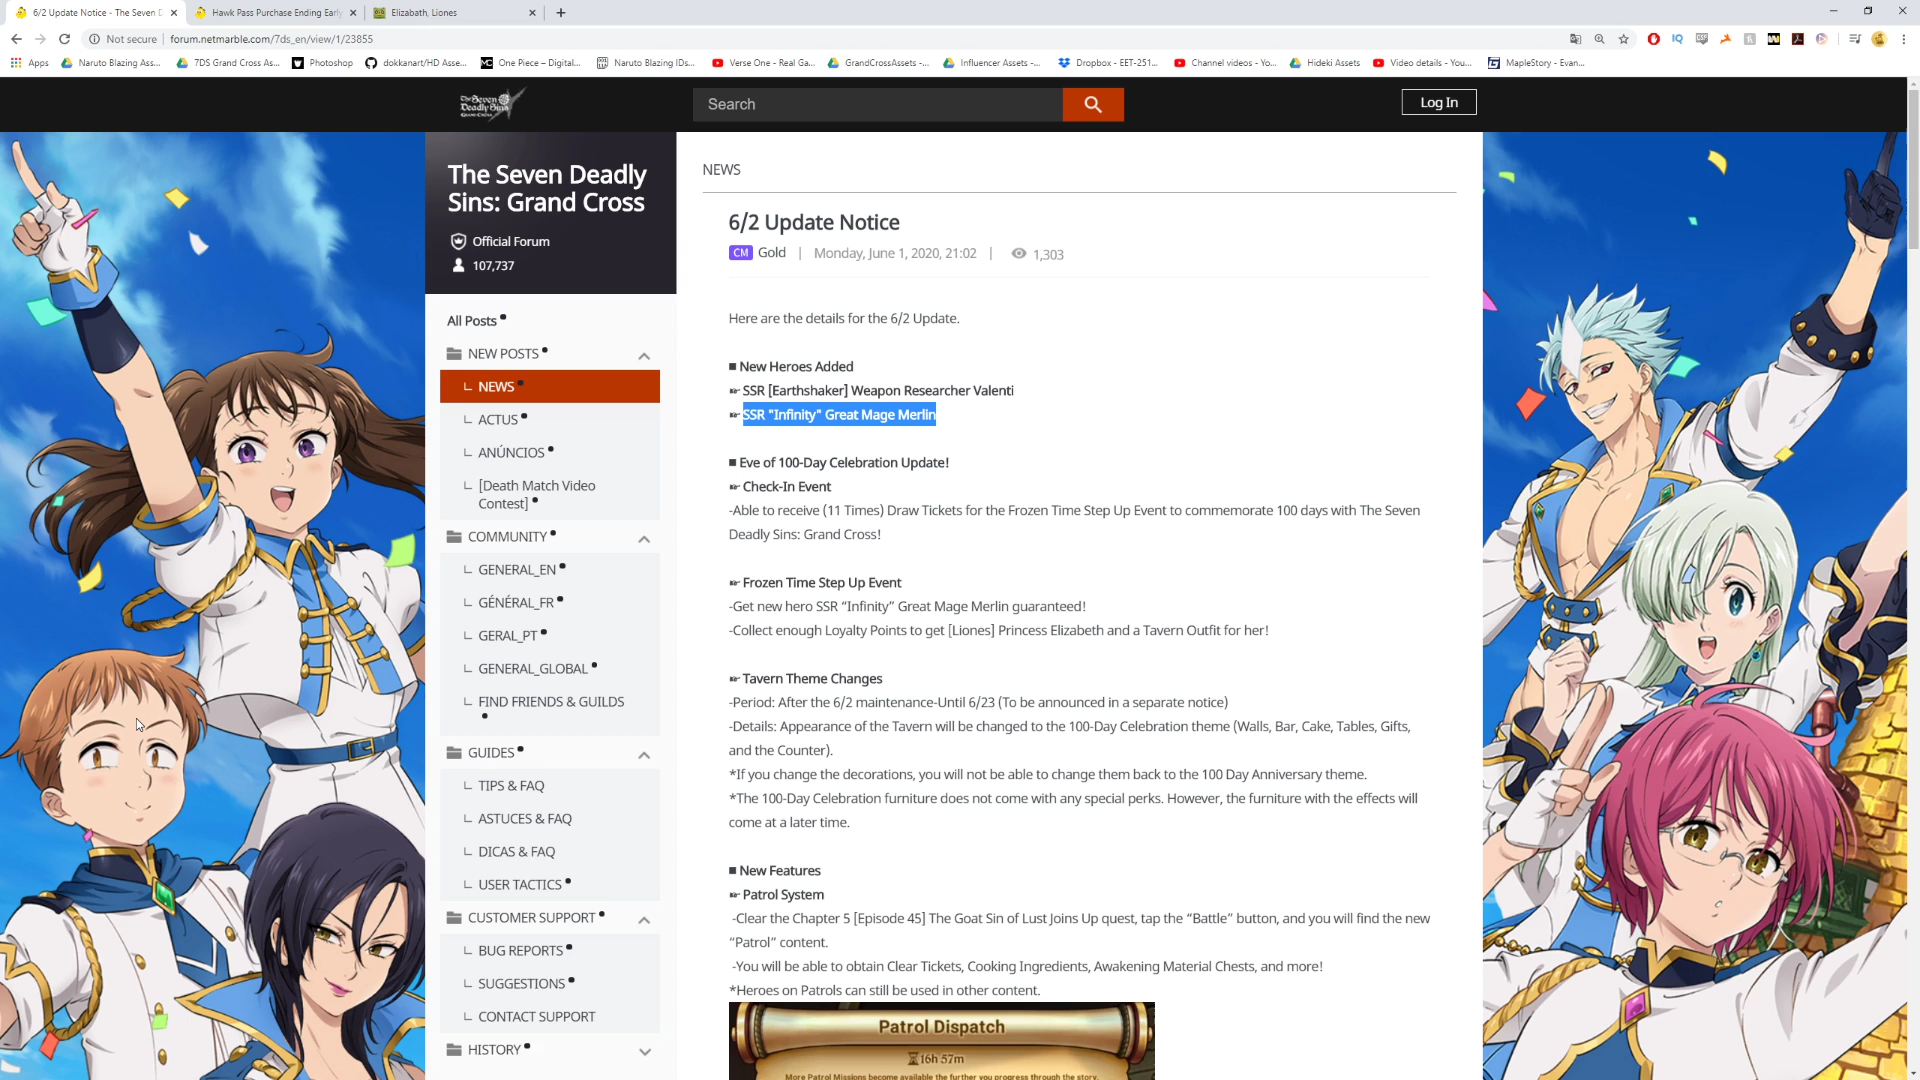 6/2 Update Notice - The Seven D
Hawk Pass Purchase Ending Early
Elizabath, Liones
Not secure | forum.netmarble.com/7ds_en/view/1/23855
Apps
Naruto Blazing Ass...
7DS Grand Cross As...
Photoshop
dokkanart/HD Asse...
One Piece – Digital...
Naruto Blazing IDs...
Verse One - Real Ga...
GrandCrossAssets -...
Influencer Assets -...
Dropbox - EET-251...
Channel videos - Yo...
Hideki Assets
Video details - You...
MapleStory - Evan...
The Seven Deadly Sins GRAND CROSS
Search
Log In
The Seven Deadly
Sins: Grand Cross
Official Forum
107,737
All Posts
NEW POSTS
NEWS
ACTUS
ANÚNCIOS
[Death Match Video
Contest]
COMMUNITY
GENERAL_EN
GÉNÉRAL_FR
GERAL_PT
GENERAL_GLOBAL
FIND FRIENDS & GUILDS
GUIDES
TIPS & FAQ
ASTUCES & FAQ
DICAS & FAQ
USER TACTICS
CUSTOMER SUPPORT
BUG REPORTS
SUGGESTIONS
CONTACT SUPPORT
HISTORY
NEWS
6/2 Update Notice
CM Gold | Monday, June 1, 2020, 21:02 | 1,303
Here are the details for the 6/2 Update.
■ New Heroes Added
☞ SSR [Earthshaker] Weapon Researcher Valenti
☞ SSR "Infinity" Great Mage Merlin
■ Eve of 100-Day Celebration Update!
☞ Check-In Event
-Able to receive (11 Times) Draw Tickets for the Frozen Time Step Up Event to commemorate 100 days with The Seven
Deadly Sins: Grand Cross!
☞ Frozen Time Step Up Event
-Get new hero SSR “Infinity” Great Mage Merlin guaranteed!
-Collect enough Loyalty Points to get [Liones] Princess Elizabeth and a Tavern Outfit for her!
☞ Tavern Theme Changes
-Period: After the 6/2 maintenance-Until 6/23 (To be announced in a separate notice)
-Details: Appearance of the Tavern will be changed to the 100-Day Celebration theme (Walls, Bar, Cake, Tables, Gifts,
and the Counter).
*If you change the decorations, you will not be able to change them back to the 100 Day Anniversary theme.
*The 100-Day Celebration furniture does not come with any special perks. However, the furniture with the effects will
come at a later time.
■ New Features
☞ Patrol System
-Clear the Chapter 5 [Episode 45] The Goat Sin of Lust Joins Up quest, tap the “Battle” button, and you will find the new
“Patrol” content.
-You will be able to obtain Clear Tickets, Cooking Ingredients, Awakening Material Chests, and more!
*Heroes on Patrols can still be used in other content.
Patrol Dispatch
16h 57m
More Patrol Missions become available the further you progress through the story.